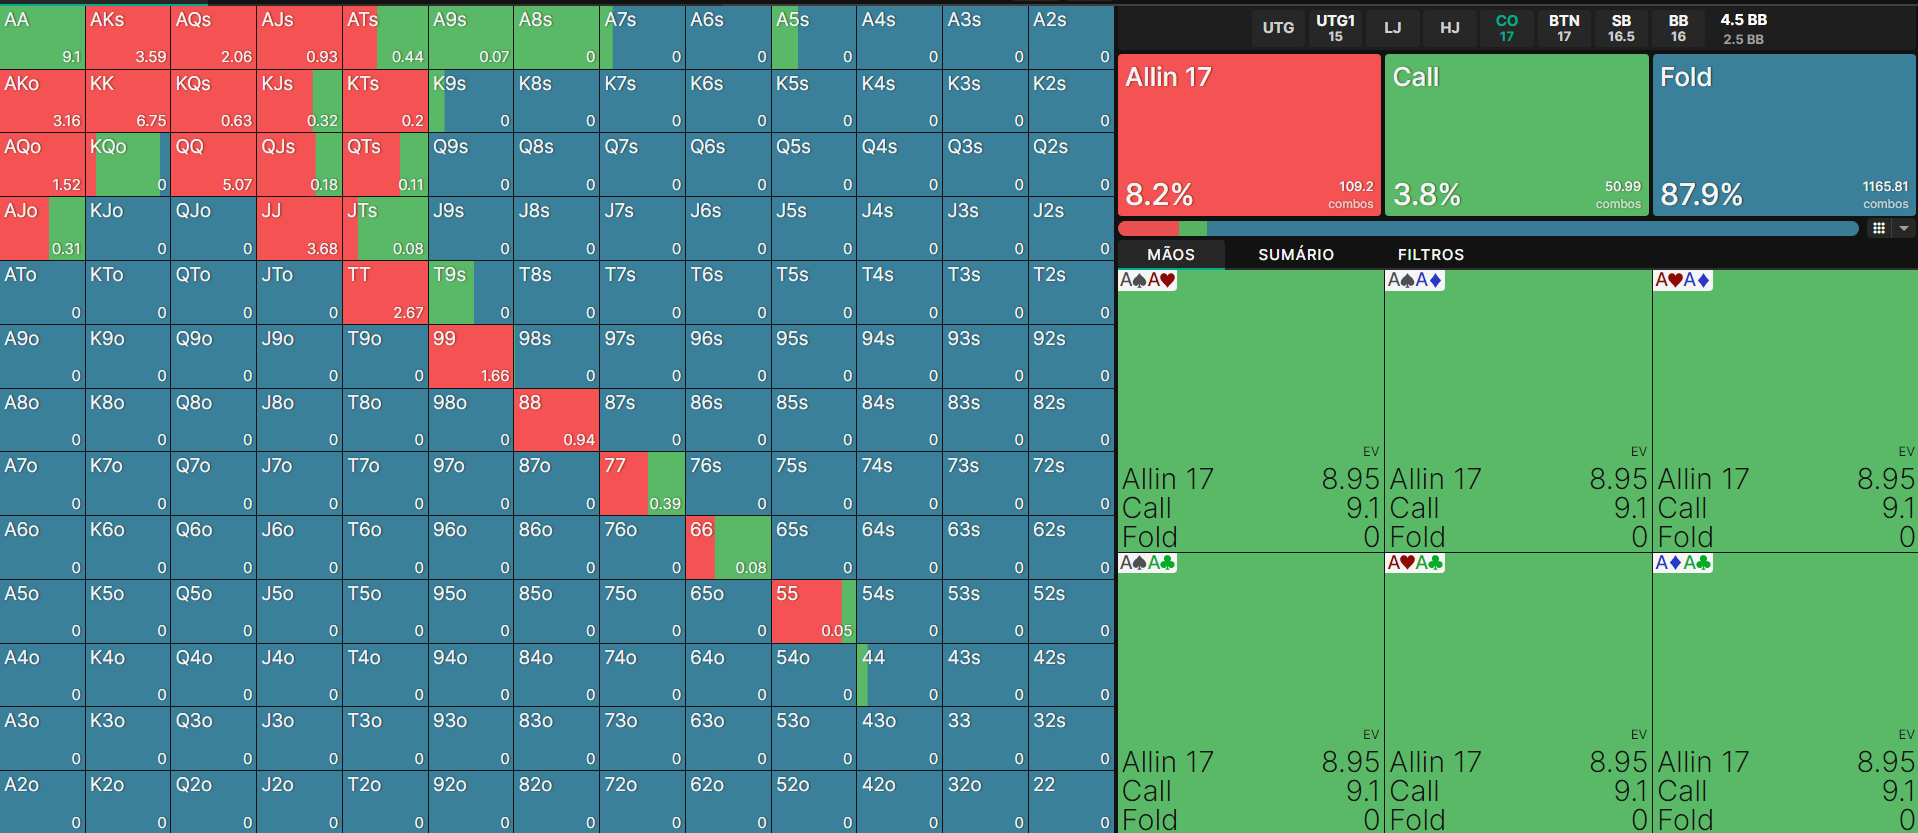 AA AKs AQs AJs ATs A9s A8s A7s A6s A5s A4s A3s A2s
9.1 3.59 2.06 0.93 0.44 0.07 0 0 0 0 0 0 0
AKo KK KQs KJs KTs K9s K8s K7s K6s K5s K4s K3s K2s
3.16 6.75 0.63 0.32 0.2 0 0 0 0 0 0 0 0
AQo KQo QQ QJs QTs Q9s Q8s Q7s Q6s Q5s Q4s Q3s Q2s
1.52 0 5.07 0.18 0.11 0 0 0 0 0 0 0 0
AJo KJo QJo JJ JTs J9s J8s J7s J6s J5s J4s J3s J2s
0.31 0 0 3.68 0.08 0 0 0 0 0 0 0 0
ATo KTo QTo JTo TT T9s T8s T7s T6s T5s T4s T3s T2s
0 0 0 0 2.67 0 0 0 0 0 0 0 0
A9o K9o Q9o J9o T9o 99 98s 97s 96s 95s 94s 93s 92s
0 0 0 0 0 1.66 0 0 0 0 0 0 0
A8o K8o Q8o J8o T8o 98o 88 87s 86s 85s 84s 83s 82s
0 0 0 0 0 0 0.94 0 0 0 0 0 0
A7o K7o Q7o J7o T7o 97o 87o 77 76s 75s 74s 73s 72s
0 0 0 0 0 0 0 0.39 0 0 0 0 0
A6o K6o Q6o J6o T6o 96o 86o 76o 66 65s 64s 63s 62s
0 0 0 0 0 0 0 0 0.08 0 0 0 0
A5o K5o Q5o J5o T5o 95o 85o 75o 65o 55 54s 53s 52s
0 0 0 0 0 0 0 0 0 0.05 0 0 0
A4o K4o Q4o J4o T4o 94o 84o 74o 64o 54o 44 43s 42s
0 0 0 0 0 0 0 0 0 0 0 0 0
A3o K3o Q3o J3o T3o 93o 83o 73o 63o 53o 43o 33 32s
0 0 0 0 0 0 0 0 0 0 0 0 0
A2o K2o Q2o J2o T2o 92o 82o 72o 62o 52o 42o 32o 22
0 0 0 0 0 0 0 0 0 0 0 0 0
UTG UTG1 LJ HJ CO BTN SB BB 4.5 BB
15 17 17 16.5 16 2.5 BB
Allin 17 Call Fold
8.2% 109.2 3.8% 50.99 87.9% 1165.81
combos combos combos
MÃOS SUMÁRIO FILTROS
A♠A♥ A♠A♦ A♥A♦
EV EV EV
Allin 17 8.95 Allin 17 8.95 Allin 17 8.95
Call 9.1 Call 9.1 Call 9.1
Fold 0 Fold 0 Fold 0
A♠A♣ A♥A♣ A♦A♣
EV EV EV
Allin 17 8.95 Allin 17 8.95 Allin 17 8.95
Call 9.1 Call 9.1 Call 9.1
Fold 0 Fold 0 Fold 0